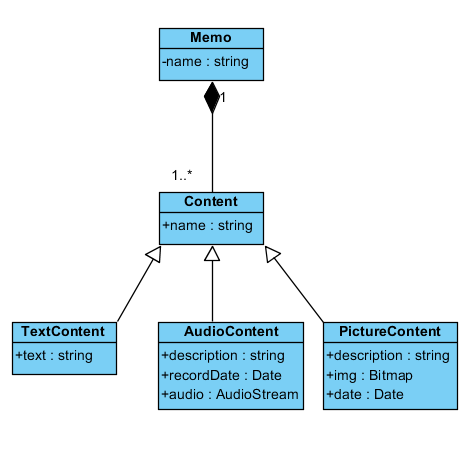 Memo
-name : string
1
1..*
Content
+name : string
TextContent
+text : string
AudioContent
+description : string
+recordDate : Date
+audio : AudioStream
PictureContent
+description : string
+img : Bitmap
+date : Date